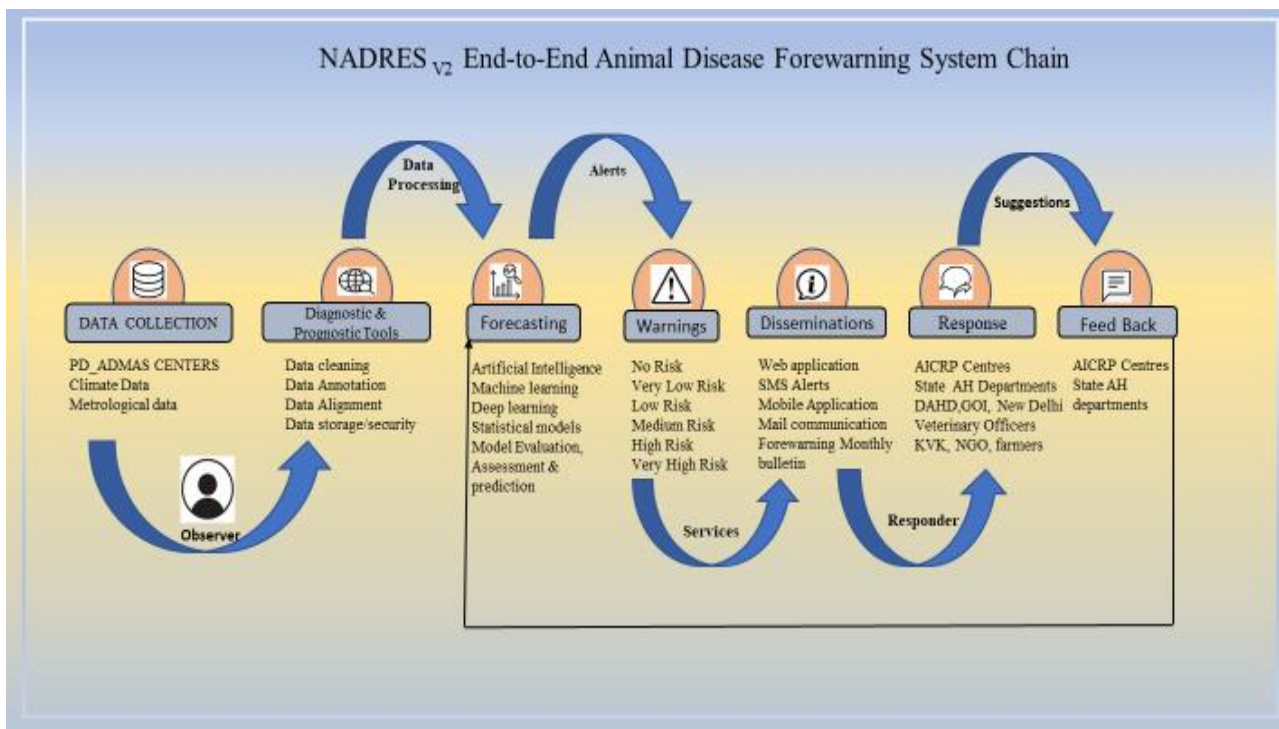 NADRES V2 End-to-End Animal Disease Forewarning System Chain
Data
Processing
Alerts
Suggestions
DATA COLLECTION
PD_ADMAS CENTERS
Climate Data
Metrological data
Observer
Diagnostic &
Prognostic Tools
Data cleaning
Data Annotation
Data Alignment
Data storage/security
Forecasting
Artificial Intelligence
Machine learning
Deep learning
Statistical models
Model Evaluation,
Assessment &
prediction
Warnings
No Risk
Very Low Risk
Low Risk
Medium Risk
High Risk
Very High Risk
Services
Disseminations
Web application
SMS Alerts
Mobile Application
Mail communication
Forewarning Monthly
bulletin
Responder
Response
AICRP Centres
State AH Departments
DAHD,GOI, New Delhi
Veterinary Officers
KVK, NGO, farmers
Feed Back
AICRP Centres
State AH
departments